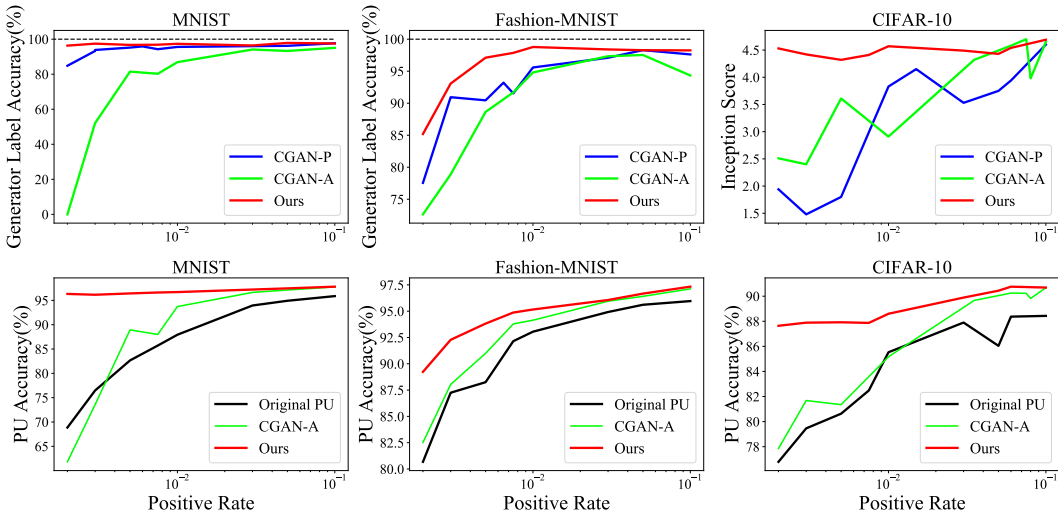 MNIST
Generator Label Accuracy(%)
100
80
60
40
20
0
CGAN-P
CGAN-A
Ours
10⁻²
10⁻¹
Fashion-MNIST
Generator Label Accuracy(%)
100
95
90
85
80
75
CGAN-P
CGAN-A
Ours
10⁻²
10⁻¹
CIFAR-10
Inception Score
4.5
4.0
3.5
3.0
2.5
2.0
1.5
CGAN-P
CGAN-A
Ours
10⁻²
10⁻¹
MNIST
PU Accuracy(%)
95
90
85
80
75
70
65
Original PU
CGAN-A
Ours
10⁻²
10⁻¹
Positive Rate
Fashion-MNIST
PU Accuracy(%)
97.5
95.0
92.5
90.0
87.5
85.0
82.5
80.0
Original PU
CGAN-A
Ours
10⁻²
10⁻¹
Positive Rate
CIFAR-10
PU Accuracy(%)
90
88
86
84
82
80
78
Original PU
CGAN-A
Ours
10⁻²
10⁻¹
Positive Rate